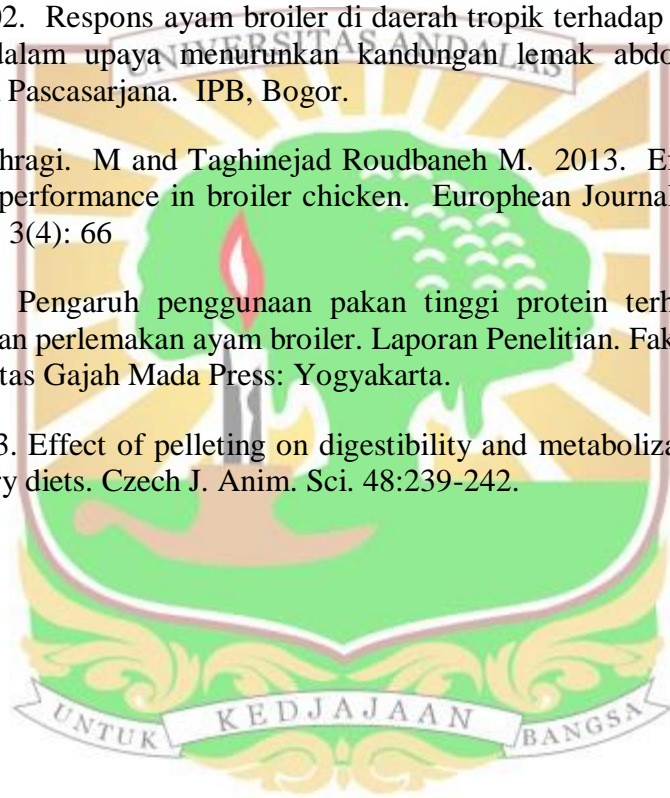 02. Respons ayam broiler di daerah tropik terhadap
dalam upaya menurunkan kandungan lemak abdo
Pascasarjana. IPB, Bogor.
UNIVERSITAS ANDALAS
hragi. M and Taghinejad Roudbaneh M. 2013. E
performance in broiler chicken. Europhean Journal
3(4): 66
Pengaruh penggunaan pakan tinggi protein terh
an perlemakan ayam broiler. Laporan Penelitian. Fak
tas Gajah Mada Press: Yogyakarta.
3. Effect of pelleting on digestibility and metaboliza
ry diets. Czech J. Anim. Sci. 48:239-242.
UNTUK KEDJAJAAN BANGSA